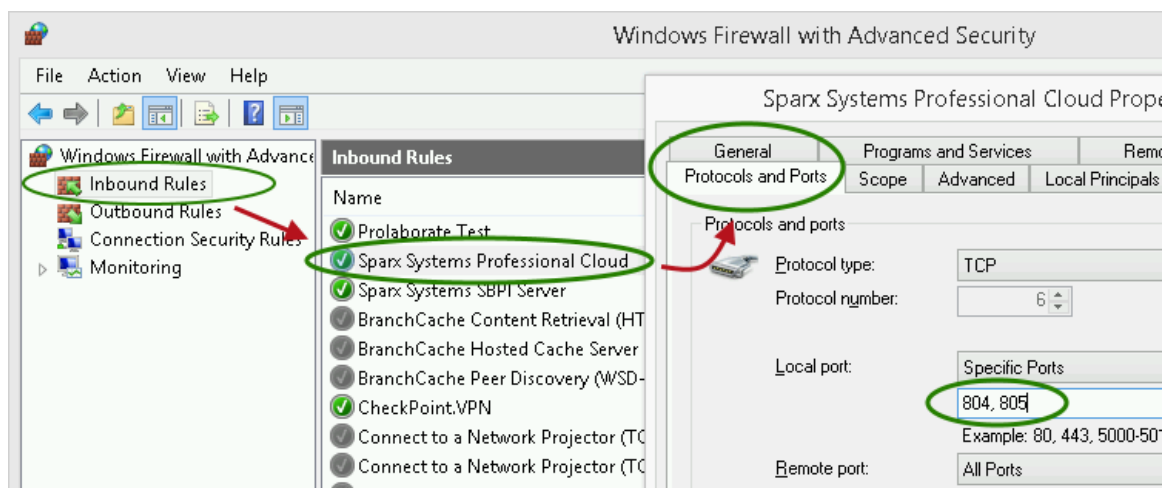 Windows Firewall with Advanced Security
File Action View Help
Sparx Systems Professional Cloud Prope
Windows Firewall with Advance
Inbound Rules
Outbound Rules
Connection Security Rules
Monitoring
Inbound Rules
Name
Prolaborate Test
Sparx Systems Professional Cloud
Sparx Systems SBPI Server
BranchCache Content Retrieval (HT
BranchCache Hosted Cache Server
BranchCache Peer Discovery (WSD-
CheckPoint.VPN
Connect to a Network Projector (TC
Connect to a Network Projector (TC
General Programs and Services Remo
Protocols and Ports Scope Advanced Local Principals
Protocols and ports
Protocol type: TCP
Protocol number: 6
Local port: Specific Ports
804, 805
Example: 80, 443, 5000-501
Remote port: All Ports